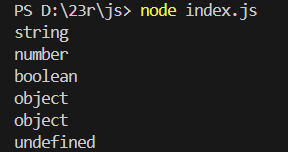 PS D:\23r\js> node index.js
string
number
boolean
object
object
undefined